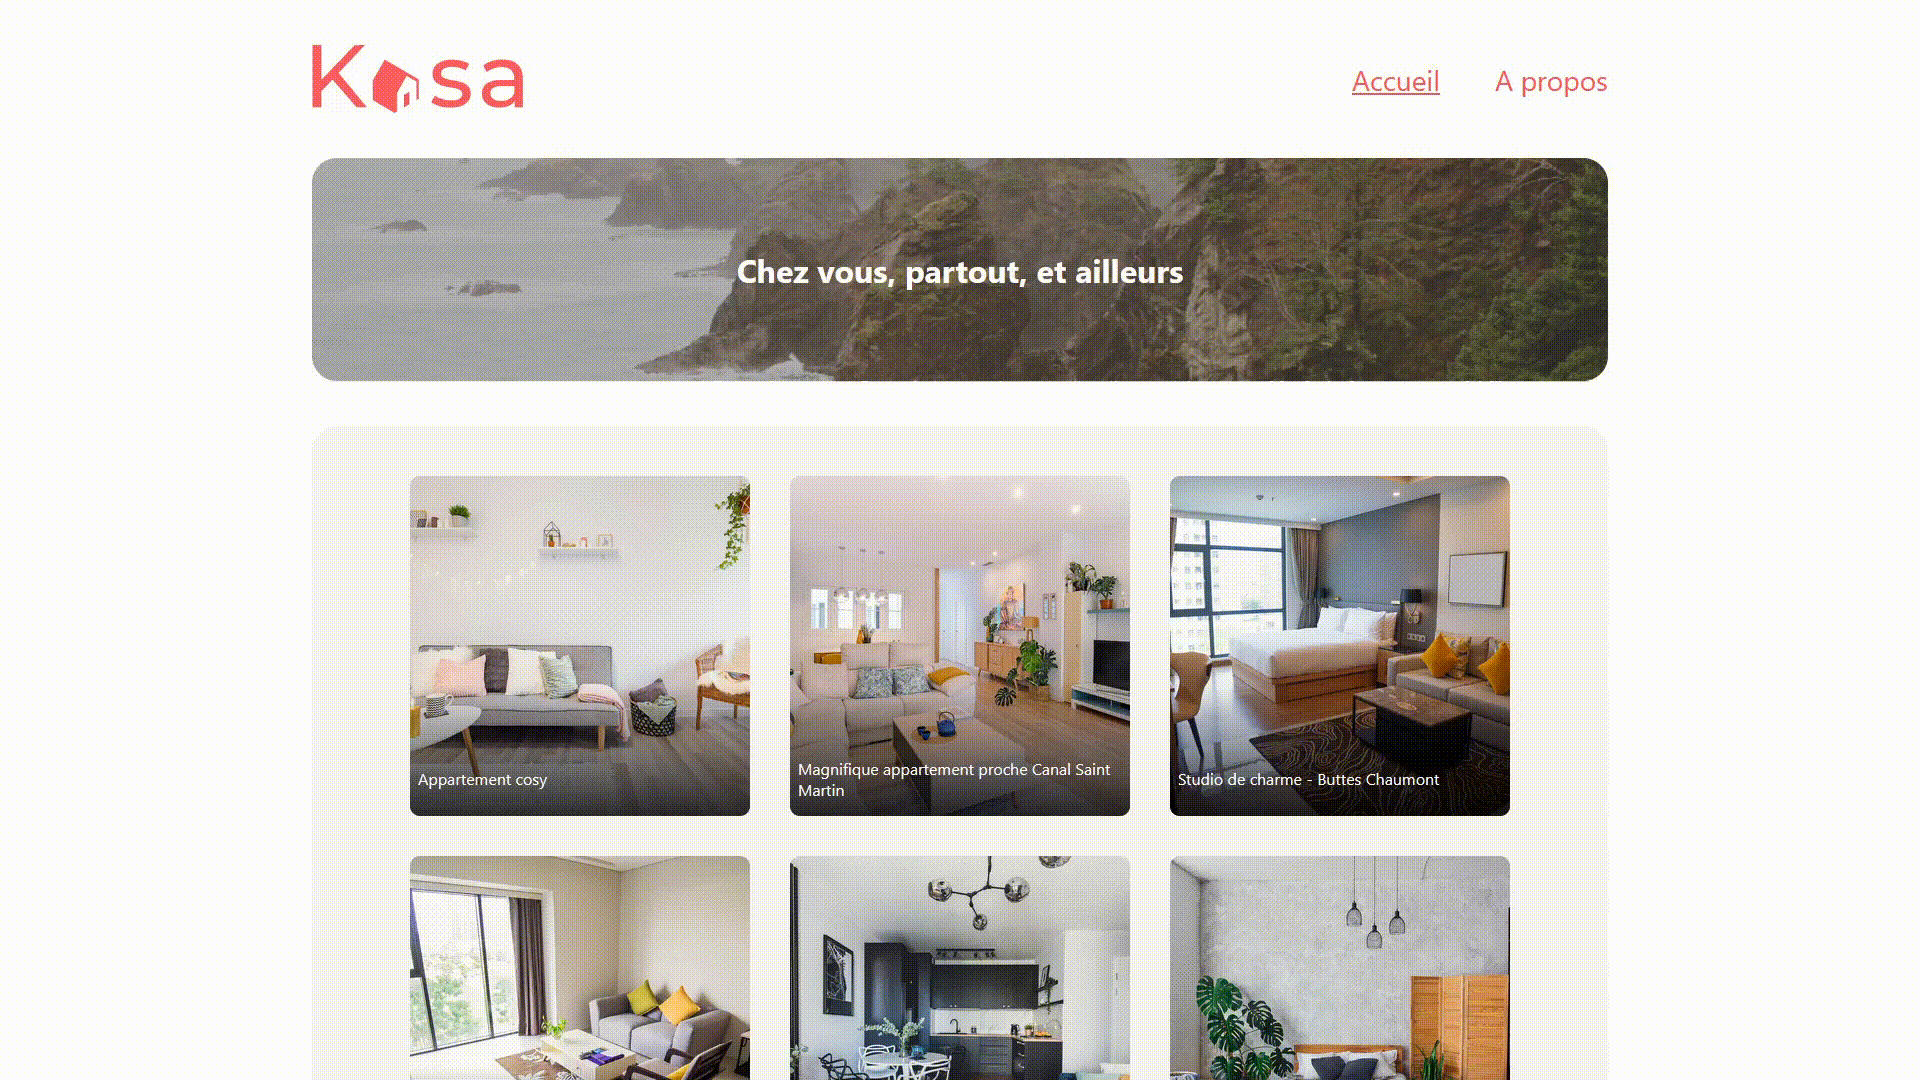 Kasa
Accueil
A propos
Chez vous, partout, et ailleurs
Appartement cosy
Magnifique appartement proche Canal Saint
Martin
Studio de charme - Buttes Chaumont